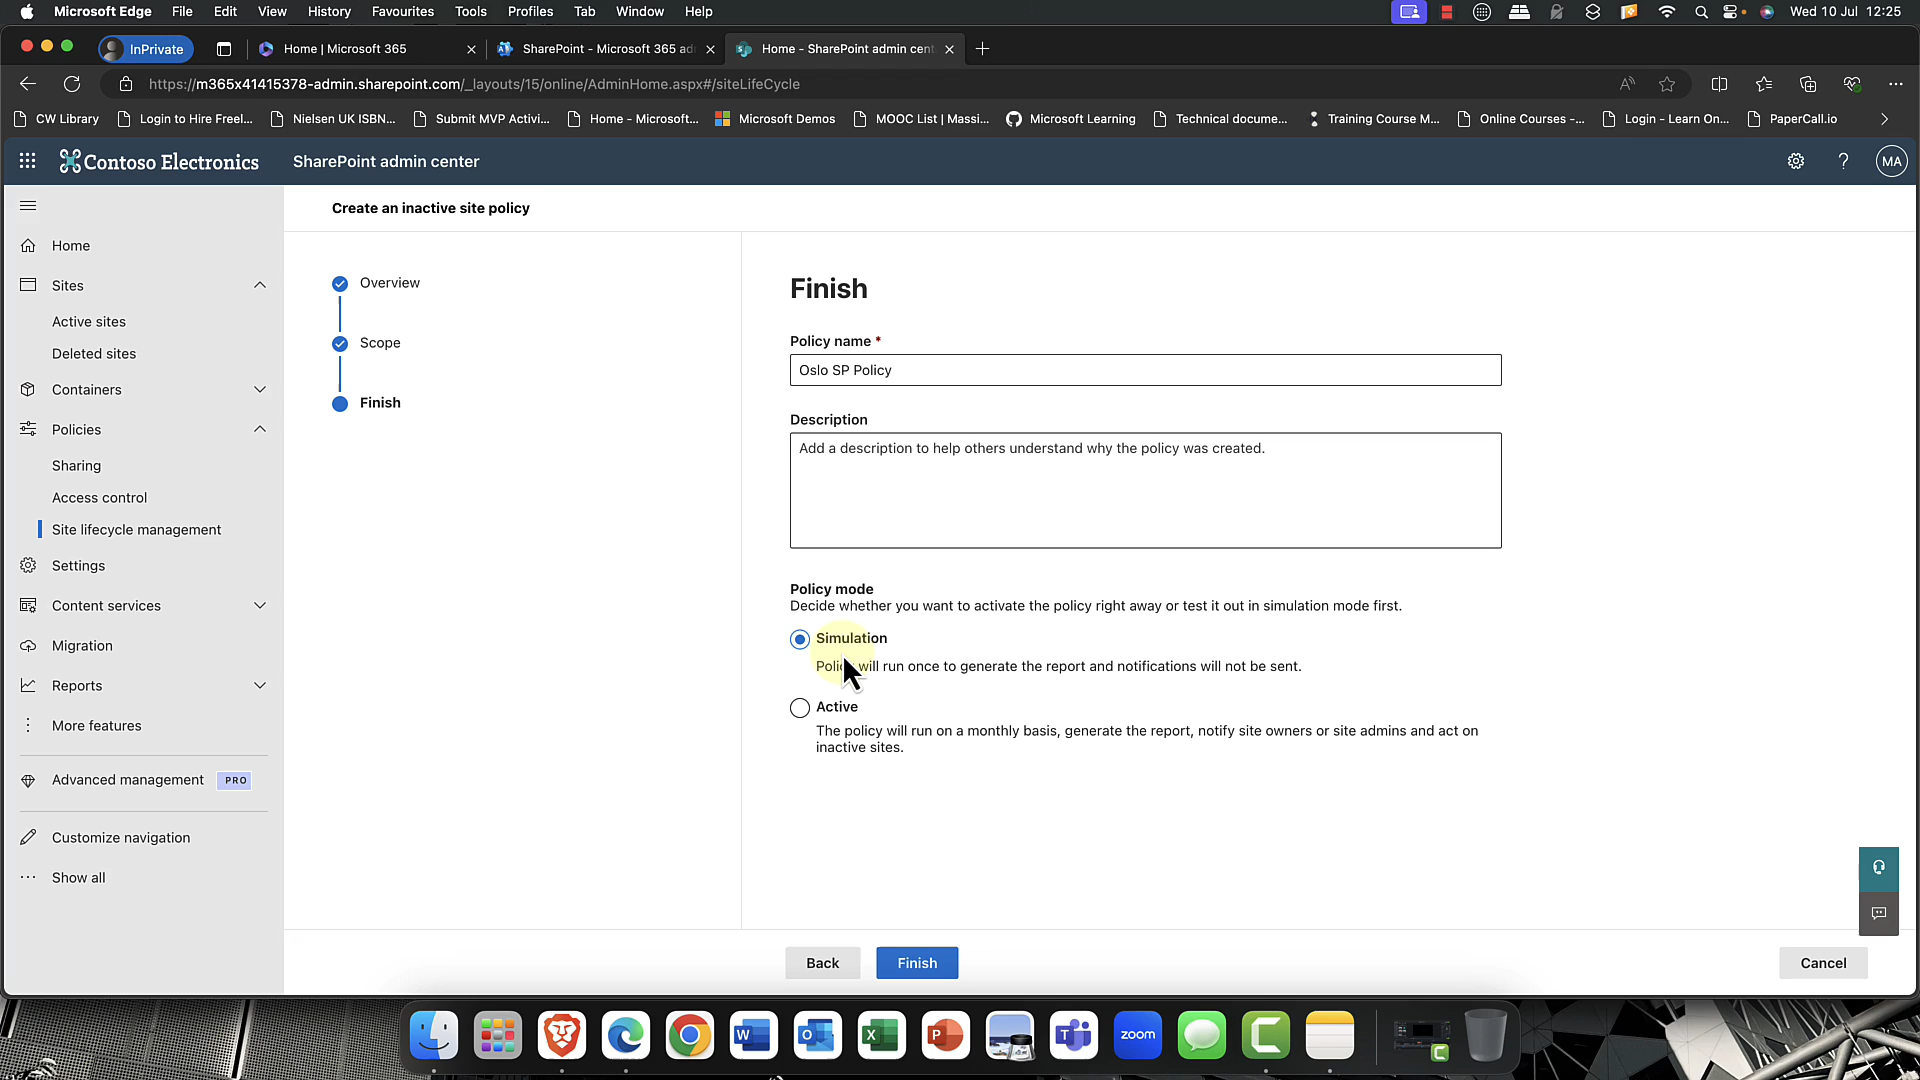 Microsoft Edge File Edit View History Favourites Tools Profiles Tab Window Help Wed 10 Jul 12:25
InPrivate Home | Microsoft 365 SharePoint - Microsoft 365 ad Home - SharePoint admin cent
https://m365x41415378-admin.sharepoint.com/_layouts/15/online/AdminHome.aspx#/siteLifeCycle
CW Library Login to Hire Freel... Nielsen UK ISBN... Submit MVP Activi... Home - Microsoft... Microsoft Demos MOOC List | Massi... Microsoft Learning Technical docume... Training Course M... Online Courses -... Login - Learn On... PaperCall.io
Contoso Electronics SharePoint admin center ? MA
Create an inactive site policy
Home
Sites
Active sites
Deleted sites
Containers
Policies
Sharing
Access control
Site lifecycle management
Settings
Content services
Migration
Reports
More features
Advanced management PRO
Customize navigation
Show all
Overview
Scope
Finish
Finish
Policy name *
Oslo SP Policy
Description
Add a description to help others understand why the policy was created.
Policy mode
Decide whether you want to activate the policy right away or test it out in simulation mode first.
Simulation
Policy will run once to generate the report and notifications will not be sent.
Active
The policy will run on a monthly basis, generate the report, notify site owners or site admins and act on
inactive sites.
Back Finish Cancel
W O X P T zoom C